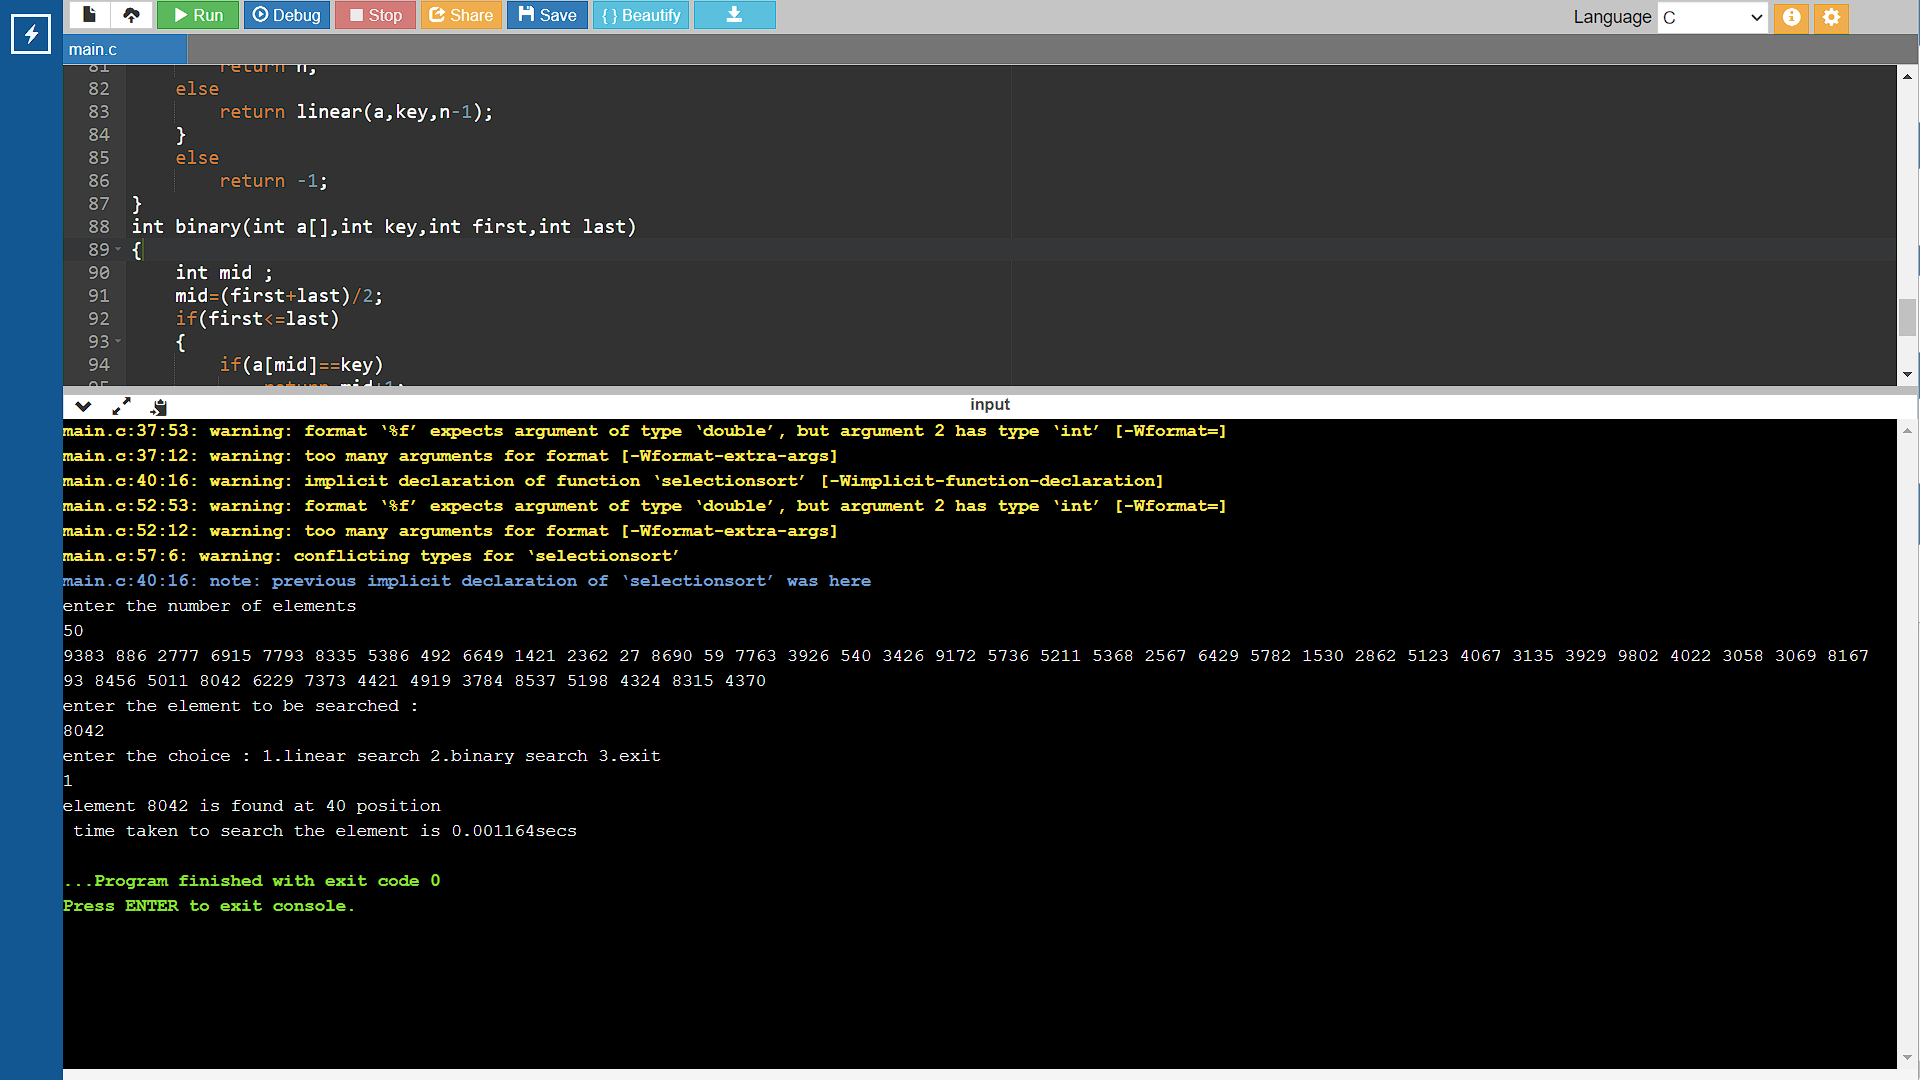 Run Debug Stop Share Save { } Beautify Language C
main.c
81 return n;
82 else
83 return linear(a,key,n-1);
84 }
85 else
86 return -1;
87 }
88 int binary(int a[],int key,int first,int last)
89 {
90 int mid ;
91 mid=(first+last)/2;
92 if(first<=last)
93 {
94 if(a[mid]==key)
95 return mid+1;
input
main.c:37:53: warning: format ‘%f’ expects argument of type ‘double’, but argument 2 has type ‘int’ [-Wformat=]
main.c:37:12: warning: too many arguments for format [-Wformat-extra-args]
main.c:40:16: warning: implicit declaration of function ‘selectionsort’ [-Wimplicit-function-declaration]
main.c:52:53: warning: format ‘%f’ expects argument of type ‘double’, but argument 2 has type ‘int’ [-Wformat=]
main.c:52:12: warning: too many arguments for format [-Wformat-extra-args]
main.c:57:6: warning: conflicting types for ‘selectionsort’
main.c:40:16: note: previous implicit declaration of ‘selectionsort’ was here
enter the number of elements
50
9383 886 2777 6915 7793 8335 5386 492 6649 1421 2362 27 8690 59 7763 3926 540 3426 9172 5736 5211 5368 2567 6429 5782 1530 2862 5123 4067 3135 3929 9802 4022 3058 3069 8167
93 8456 5011 8042 6229 7373 4421 4919 3784 8537 5198 4324 8315 4370
enter the element to be searched :
8042
enter the choice : 1.linear search 2.binary search 3.exit
1
element 8042 is found at 40 position
time taken to search the element is 0.001164secs
...Program finished with exit code 0
Press ENTER to exit console.